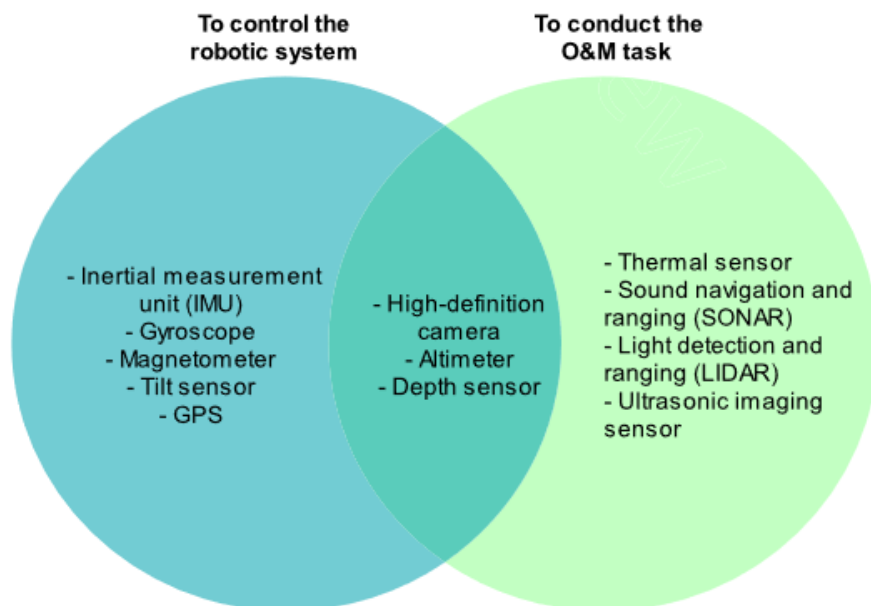 To control the
robotic system
To conduct the
O&M task
- Inertial measurement
unit (IMU)
- Gyroscope
- Magnetometer
- Tilt sensor
- GPS
- High-definition
camera
- Altimeter
- Depth sensor
- Thermal sensor
- Sound navigation and
ranging (SONAR)
- Light detection and
ranging (LIDAR)
- Ultrasonic imaging
sensor